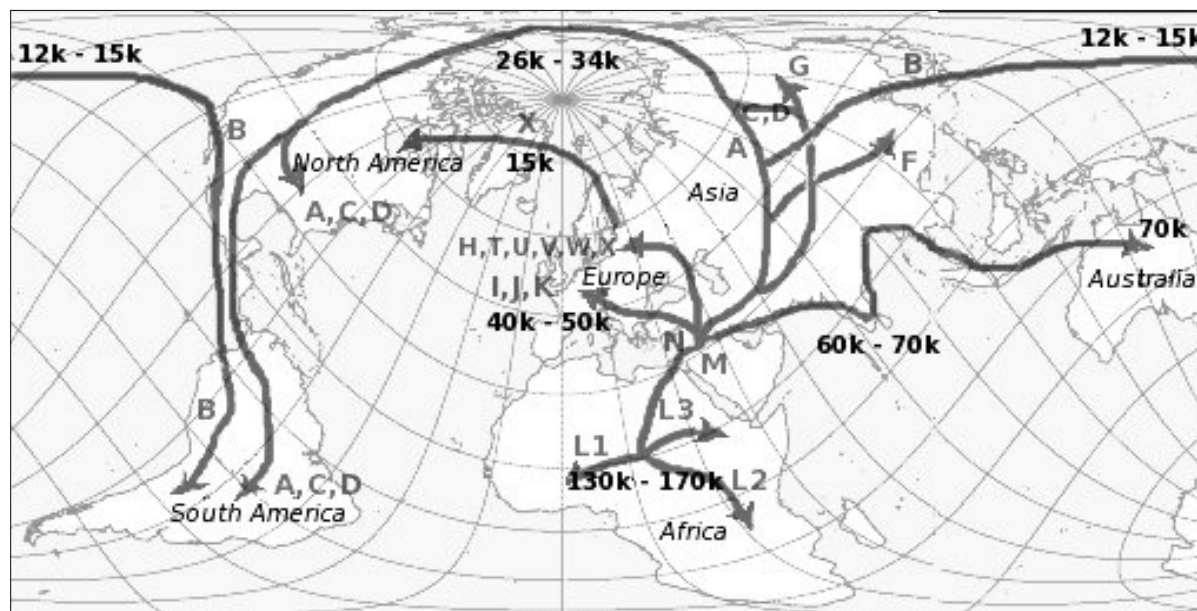 12k - 15k
26k - 34k
12k - 15k
G
B
C,D
X
B
A
15k
North America
F
Asia
A,C,D
70k
H,T,U,V,W,X
Europe
I,J,K
Australia
40k - 50k
60k - 70k
N
M
B
L3
L1
130k - 170k
L2
A,C,D
South America
Africa